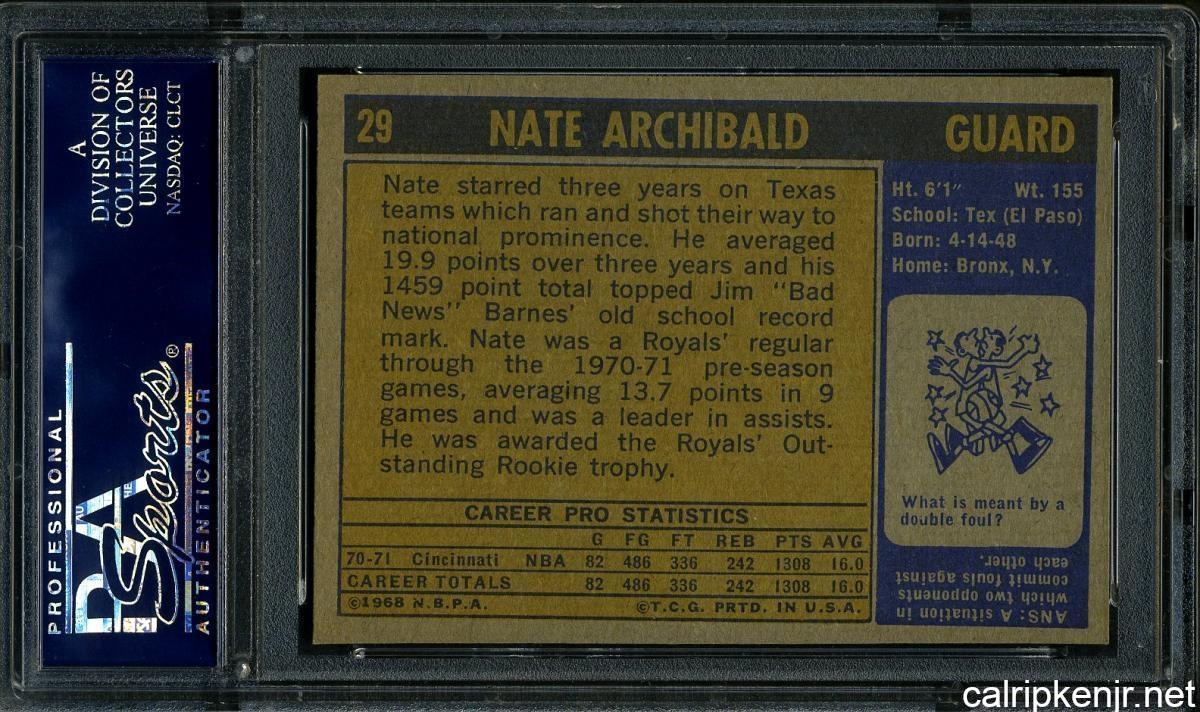 A
DIVISION OF
COLLECTORS
UNIVERSE
NASDAQ: CLCT
PROFESSIONAL
PSA
Sports®
AUTHENTICATOR
29 NATE ARCHIBALD GUARD
Nate starred three years on Texas
teams which ran and shot their way to
national prominence. He averaged
19.9 points over three years and his
1459 point total topped Jim "Bad
News" Barnes' old school record
mark. Nate was a Royals' regular
through the 1970-71 pre-season
games, averaging 13.7 points in 9
games and was a leader in assists.
He was awarded the Royals' Out-
standing Rookie trophy.
CAREER PRO STATISTICS
G FG FT REB PTS AVG
70-71 Cincinnati NBA 82 486 336 242 1308 16.0
CAREER TOTALS 82 486 336 242 1308 16.0
©1968 N.B.P.A. ©T.C.G. PRTD. IN U.S.A.
Ht. 6'1" Wt. 155
School: Tex (El Paso)
Born: 4-14-48
Home: Bronx, N.Y.
What is meant by a
double foul?
ANS: A situation in
which two opponents
commit fouls against
each other.
calripkenjr.net